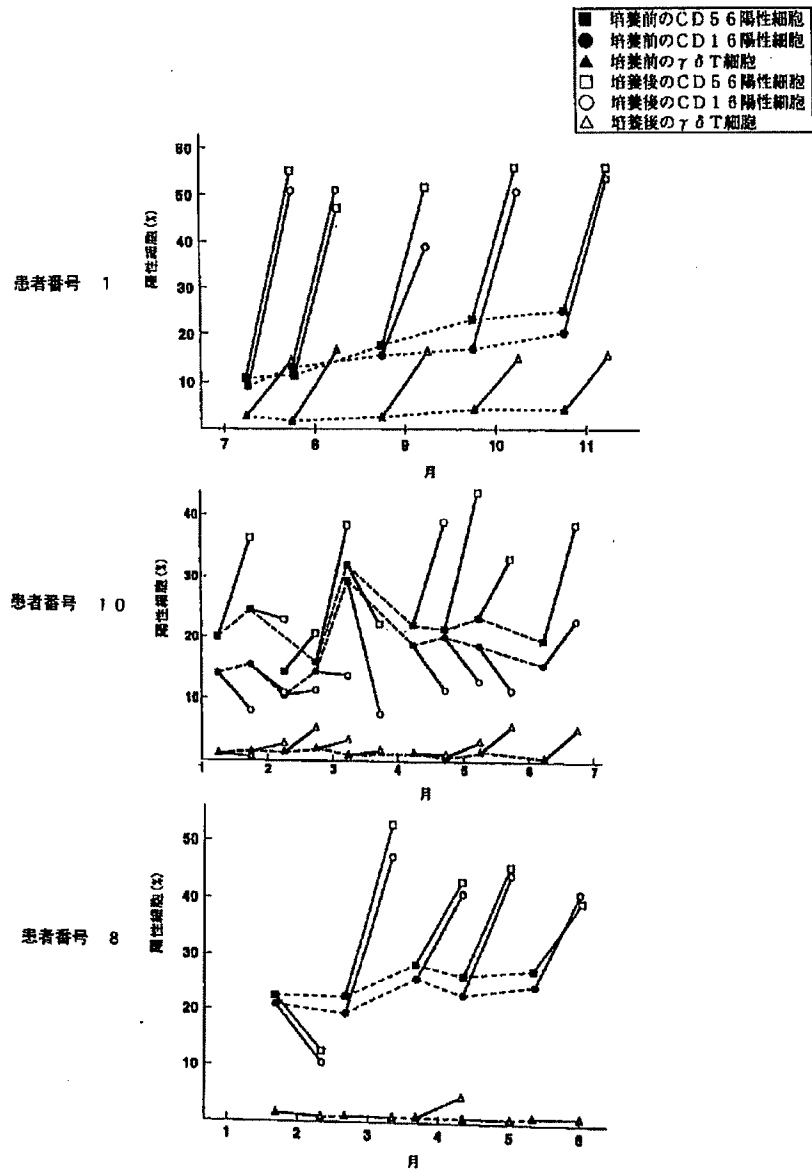 ■ 培養前のCD56陽性細胞
● 培養前のCD16陽性細胞
▲ 培養前のγδT細胞
□ 培養後のCD56陽性細胞
○ 培養後のCD16陽性細胞
△ 培養後のγδT細胞
患者番号 1
陽性細胞(%)
60
50
40
30
20
10
7 8 9 10 11
月
患者番号 10
陽性細胞(%)
40
30
20
10
1 2 3 4 5 6 7
月
患者番号 8
陽性細胞(%)
50
40
30
20
10
1 2 3 4 5 6
月